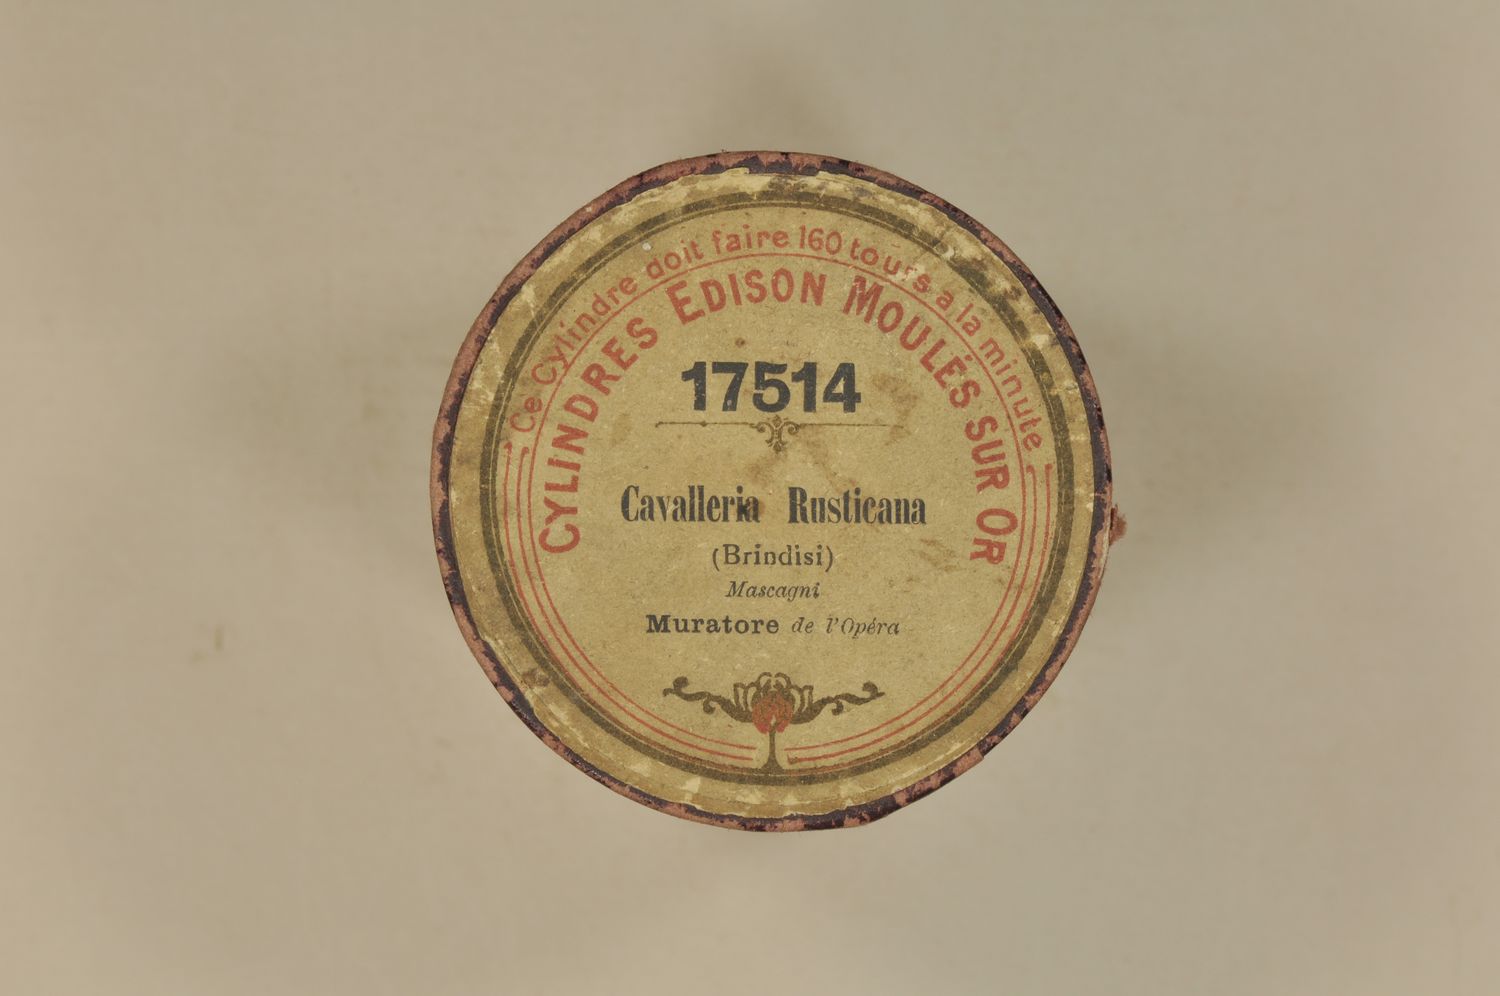 Ce Cylindre doit faire 160 tours à la minute
CYLINDRES EDISON MOULÉS SUR OR
17514
Cavalleria Rusticana
(Brindisi)
Mascagni
Muratore de l'Opéra